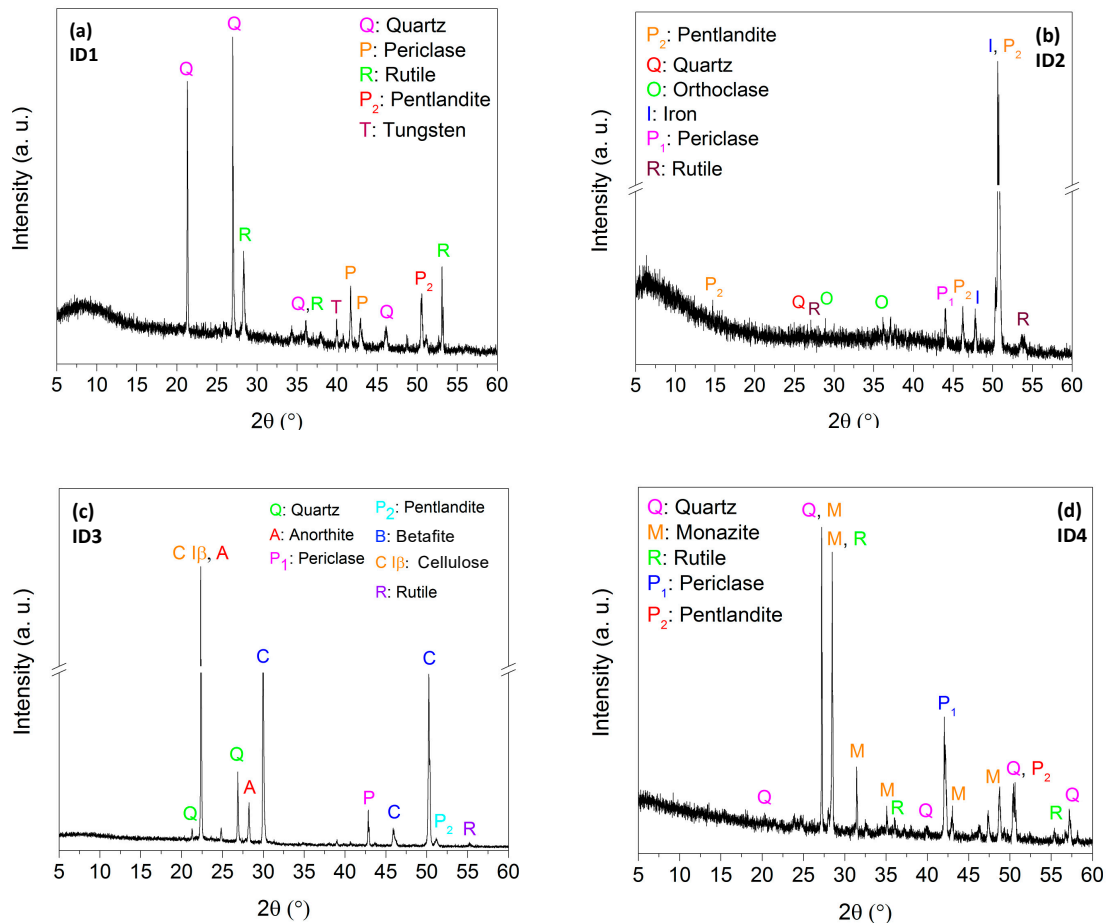 (a)
ID1
Q: Quartz
P: Periclase
R: Rutile
P₂: Pentlandite
T: Tungsten
Q
Q
R
Q,R
T
P
P
Q
P₂
R
Intensity (a. u.)
5 10 15 20 25 30 35 40 45 50 55 60
2θ (°)
(b)
ID2
P₂: Pentlandite
Q: Quartz
O: Orthoclase
I: Iron
P₁: Periclase
R: Rutile
I, P₂
P₂
Q
R
O
O
P₁
P₂
I
R
Intensity (a. u.)
5 10 15 20 25 30 35 40 45 50 55 60
2θ (°)
(c)
ID3
Q: Quartz
A: Anorthite
P₁: Periclase
P₂: Pentlandite
B: Betafite
C Iβ: Cellulose
R: Rutile
C Iβ, A
Q
Q
A
C
P
C
C
P₂
R
Intensity (a. u.)
5 10 15 20 25 30 35 40 45 50 55 60
2θ (°)
(d)
ID4
Q: Quartz
M: Monazite
R: Rutile
P₁: Periclase
P₂: Pentlandite
Q, M
M, R
Q
M
M
R
Q
P₁
M
M
Q, P₂
R
Q
Intensity (a. u.)
5 10 15 20 25 30 35 40 45 50 55 60
2θ (°)